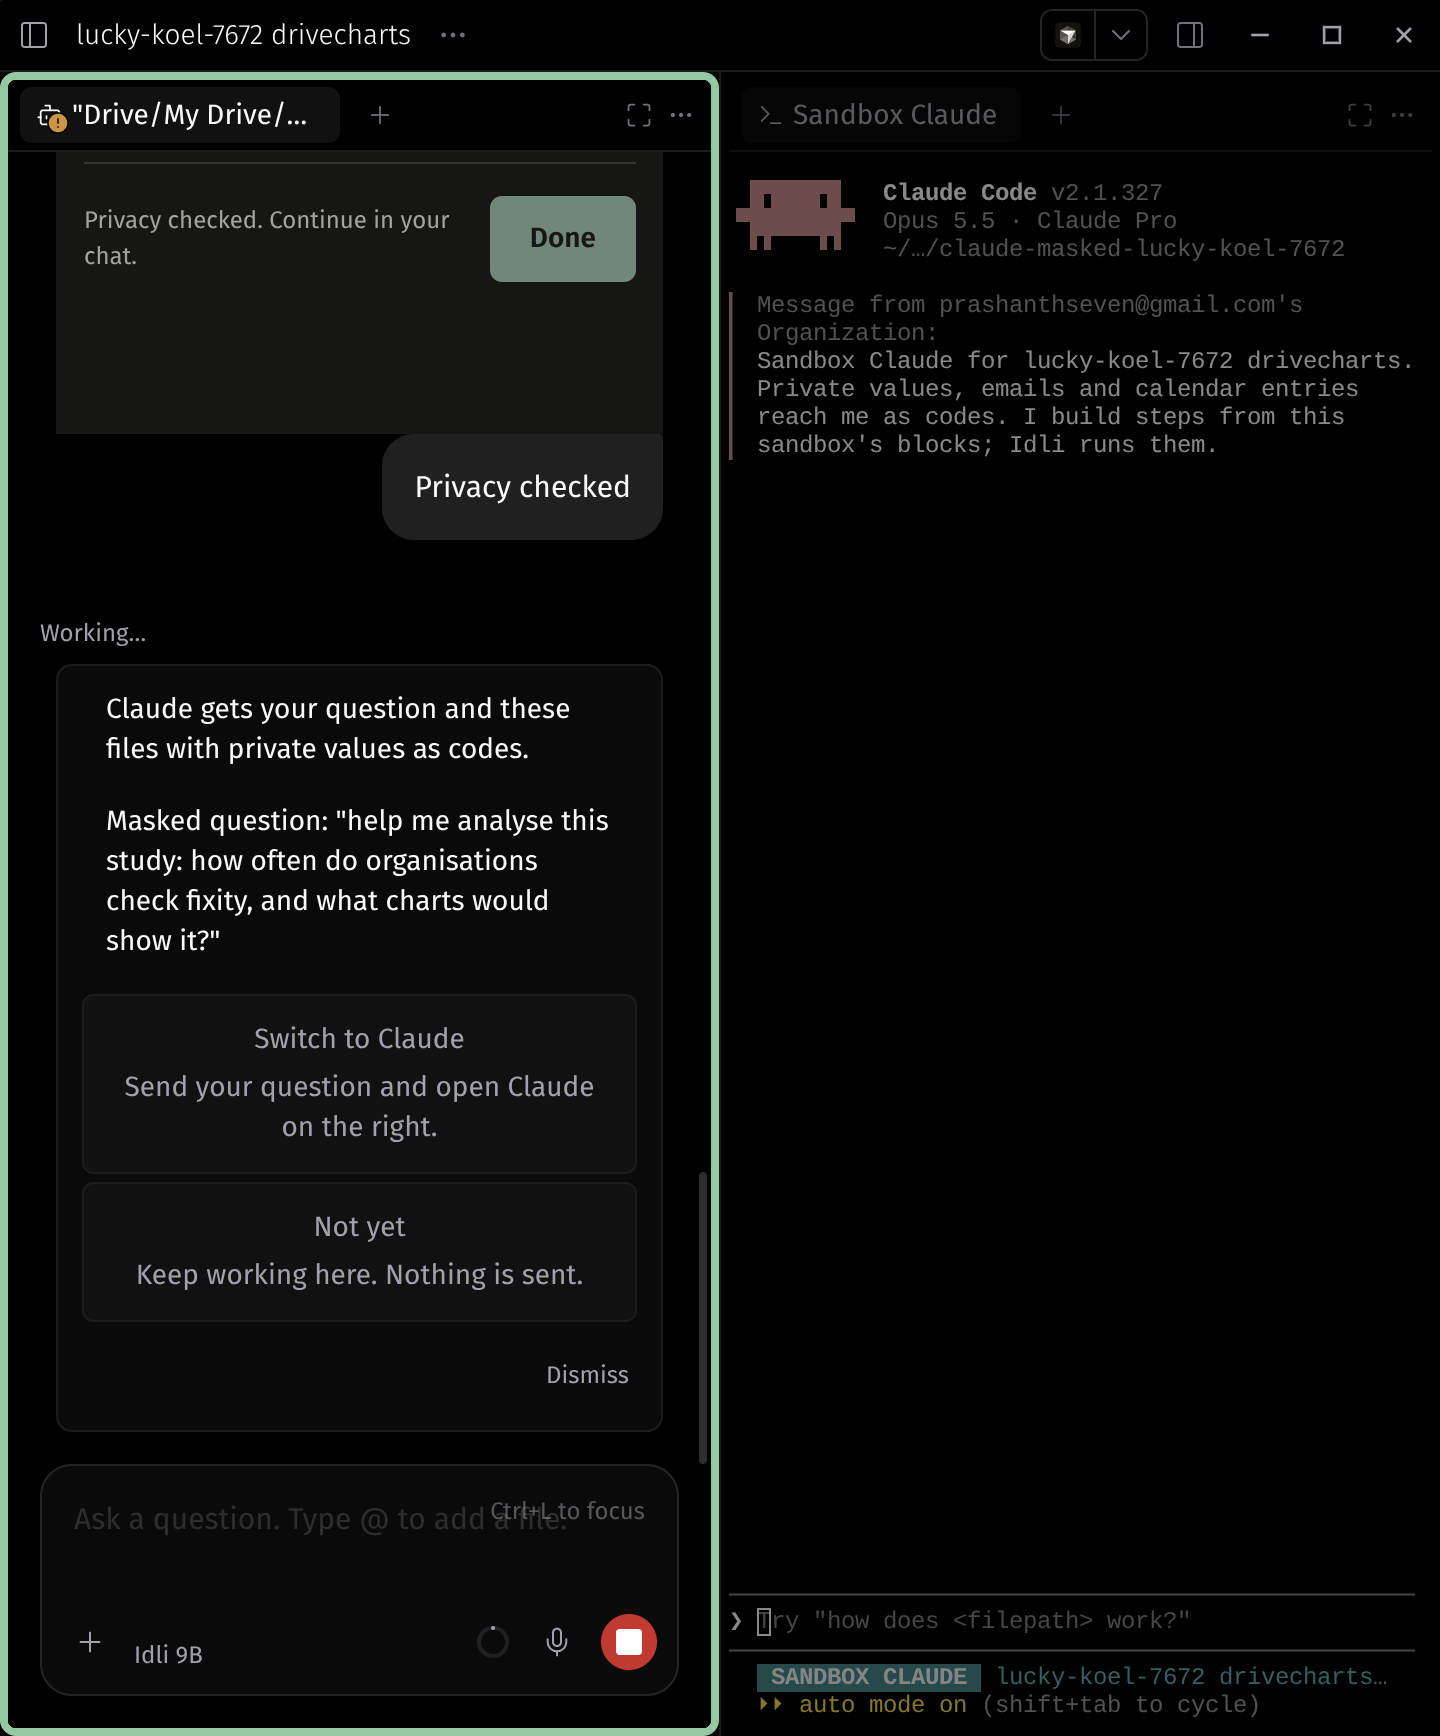 lucky-koel-7672 drivecharts
"Drive/My Drive/...
Privacy checked. Continue in your
chat.
Done
Privacy checked
Working...
Claude gets your question and these
files with private values as codes.
Masked question: "help me analyse this
study: how often do organisations
check fixity, and what charts would
show it?"
Switch to Claude
Send your question and open Claude
on the right.
Not yet
Keep working here. Nothing is sent.
Dismiss
Ask a question. Type @ to add a file.
Ctrl+L to focus
Idli 9B
Sandbox Claude
Claude Code v2.1.327
Opus 5.5 · Claude Pro
~/…/claude-masked-lucky-koel-7672
Message from prashanthseven@gmail.com's
Organization:
Sandbox Claude for lucky-koel-7672 drivecharts.
Private values, emails and calendar entries
reach me as codes. I build steps from this
sandbox's blocks; Idli runs them.
❯ Try "how does <filepath> work?"
SANDBOX CLAUDE lucky-koel-7672 drivecharts…
⏵⏵ auto mode on (shift+tab to cycle)